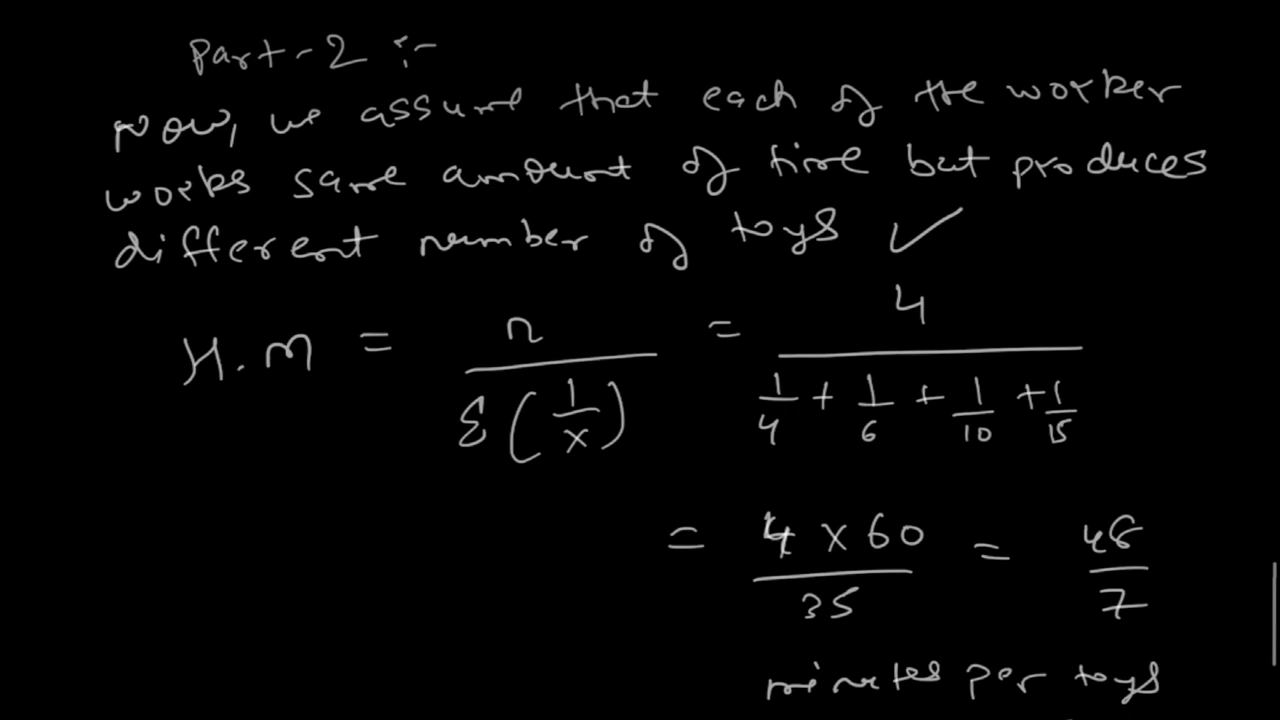 Part-2 :-
Now, we assume that each of the worker
works same amount of time but produces
different number of toys ✓
H.M = n / Σ(1/x) = 4 / (1/4 + 1/6 + 1/10 + 1/15)
= 4 × 60 / 35 = 48 / 7
minutes per toys